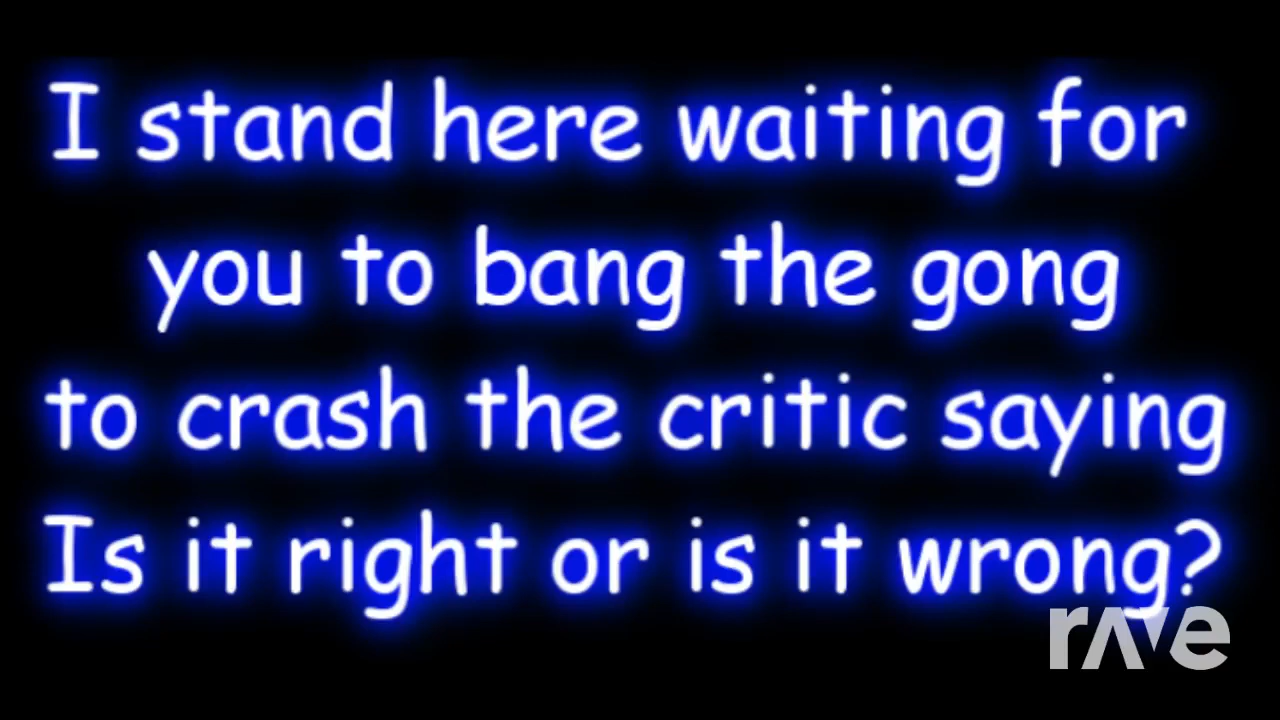 I stand here waiting for
you to bang the gong
to crash the critic saying
Is it right or is it wrong?
rave